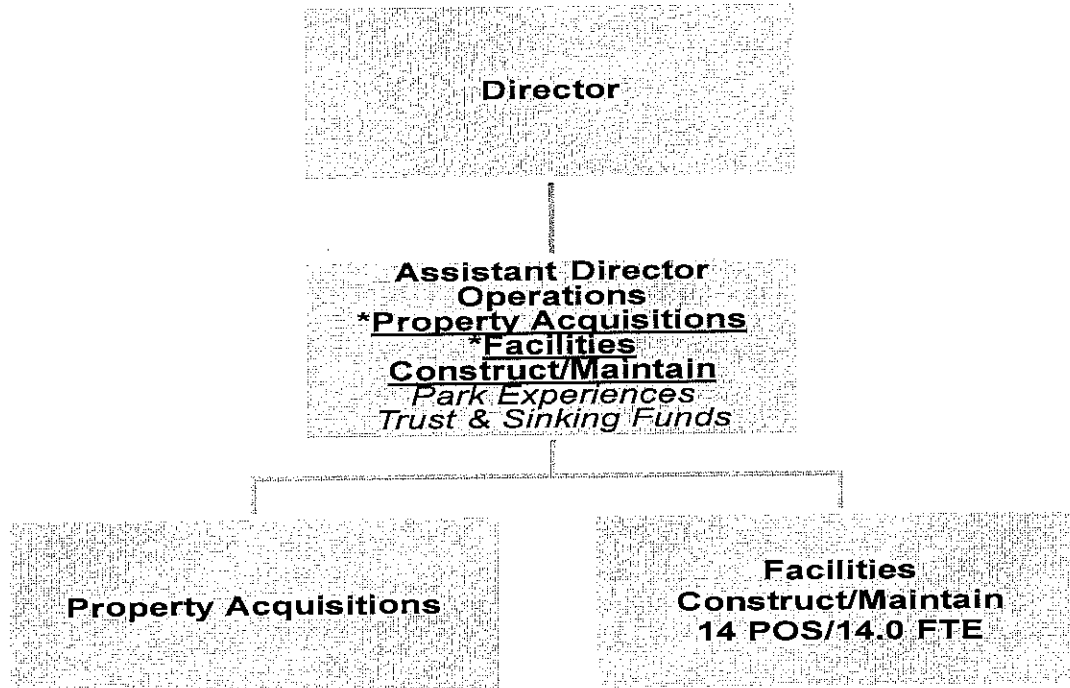 Director
Assistant Director
Operations
*Property Acquisitions
*Facilities
Construct/Maintain
Park Experiences
Trust & Sinking Funds
Property Acquisitions
Facilities
Construct/Maintain
14 POS/14.0 FTE